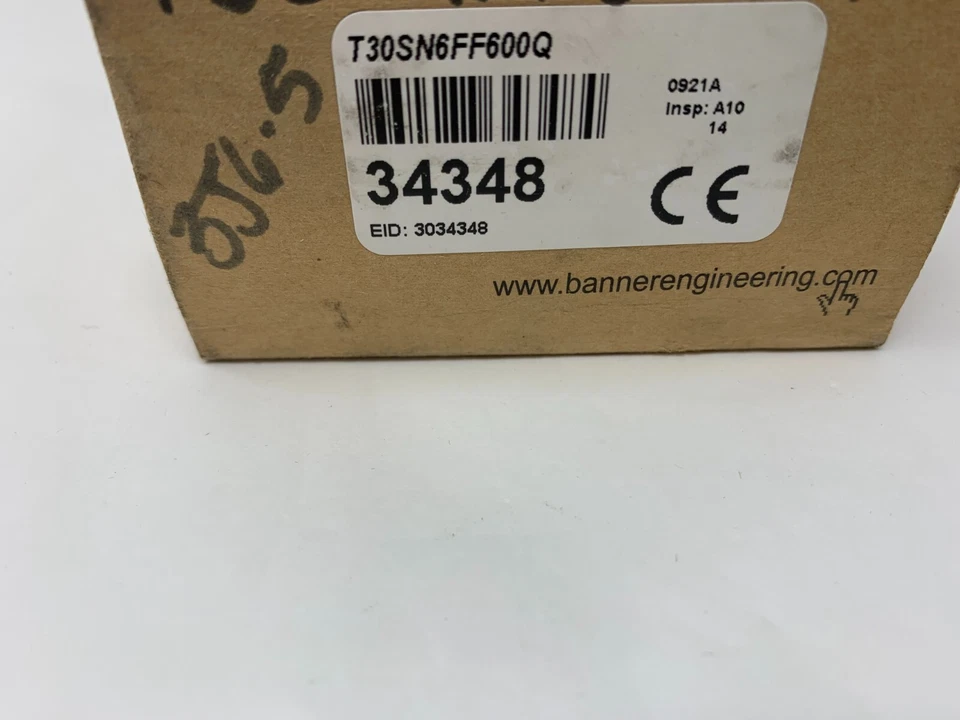 T30SN6FF600Q
0921A
Insp: A10
14
34348
EID: 3034348
CE
www.bannerengineering.com